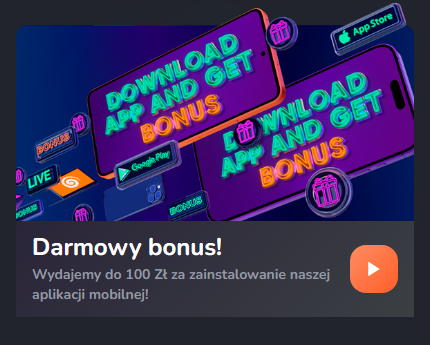 App Store
DOWNLOAD
APP AND GET
BONUS
DOWNLOAD
APP AND GET
BONUS
BONUS
Google Play
LIVE
BONUS
BONUS
Darmowy bonus!
Wydajemy do 100 Zł za zainstalowanie naszej
aplikacji mobilnej!